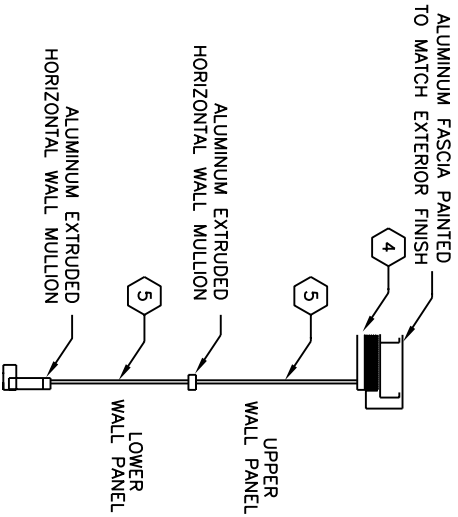 ALUMINUM FASCIA PAINTED
TO MATCH EXTERIOR FINISH
4
5
UPPER
WALL PANEL
ALUMINUM EXTRUDED
HORIZONTAL WALL MULLION
5
LOWER
WALL PANEL
ALUMINUM EXTRUDED
HORIZONTAL WALL MULLION